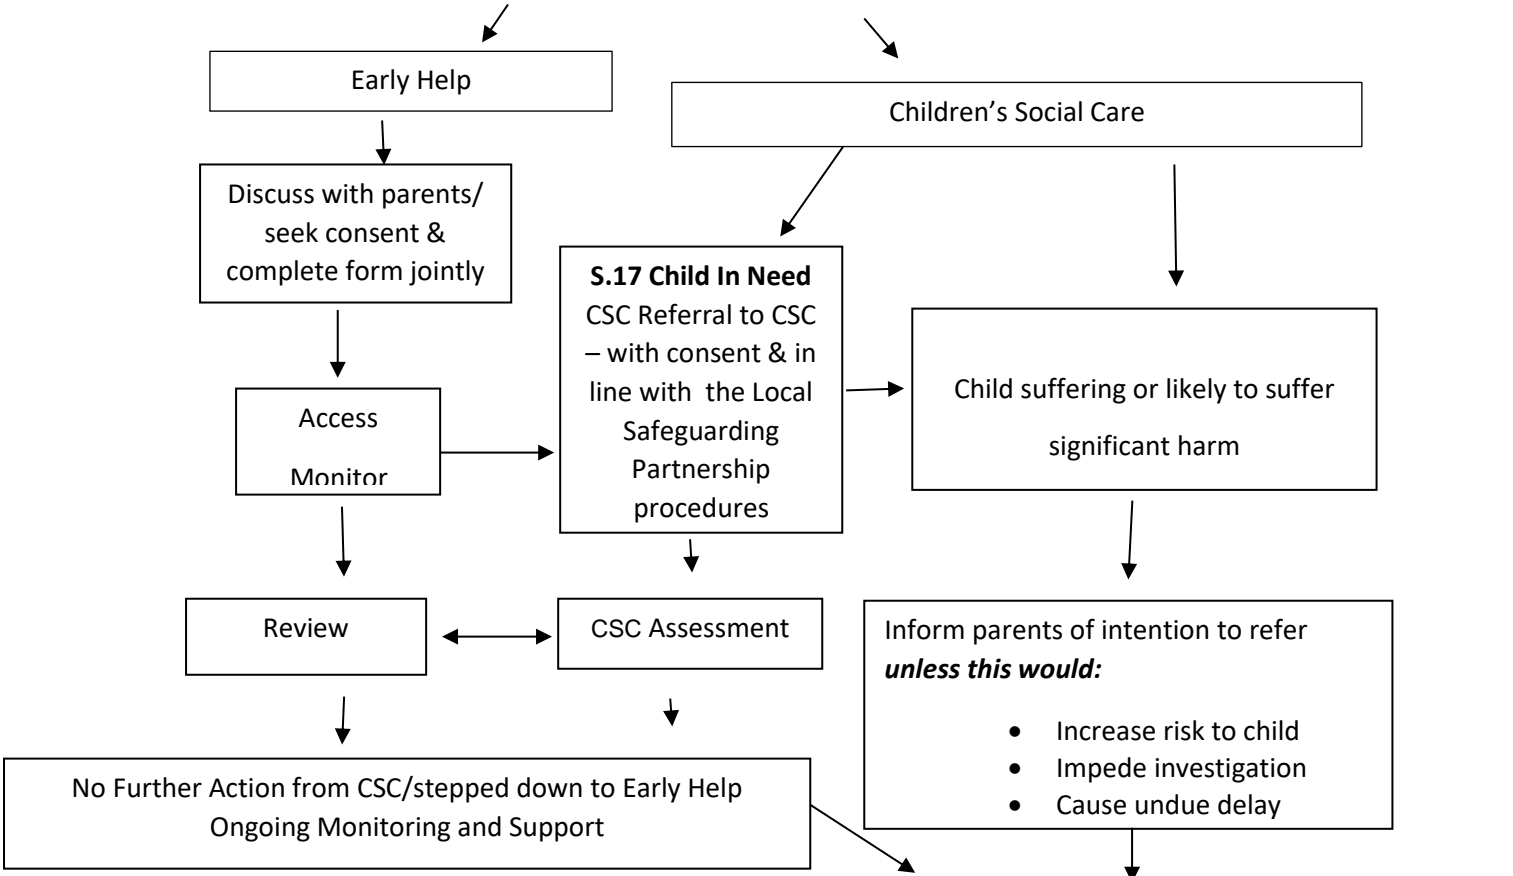 Early Help
Children’s Social Care
Discuss with parents/
seek consent &
complete form jointly
S.17 Child In Need
CSC Referral to CSC
– with consent & in
line with  the Local
Safeguarding
Partnership
procedures
Child suffering or likely to suffer
significant harm
Access
Monitor
Review
CSC Assessment
Inform parents of intention to refer
unless this would:
• Increase risk to child
• Impede investigation
• Cause undue delay
No Further Action from CSC/stepped down to Early Help
Ongoing Monitoring and Support